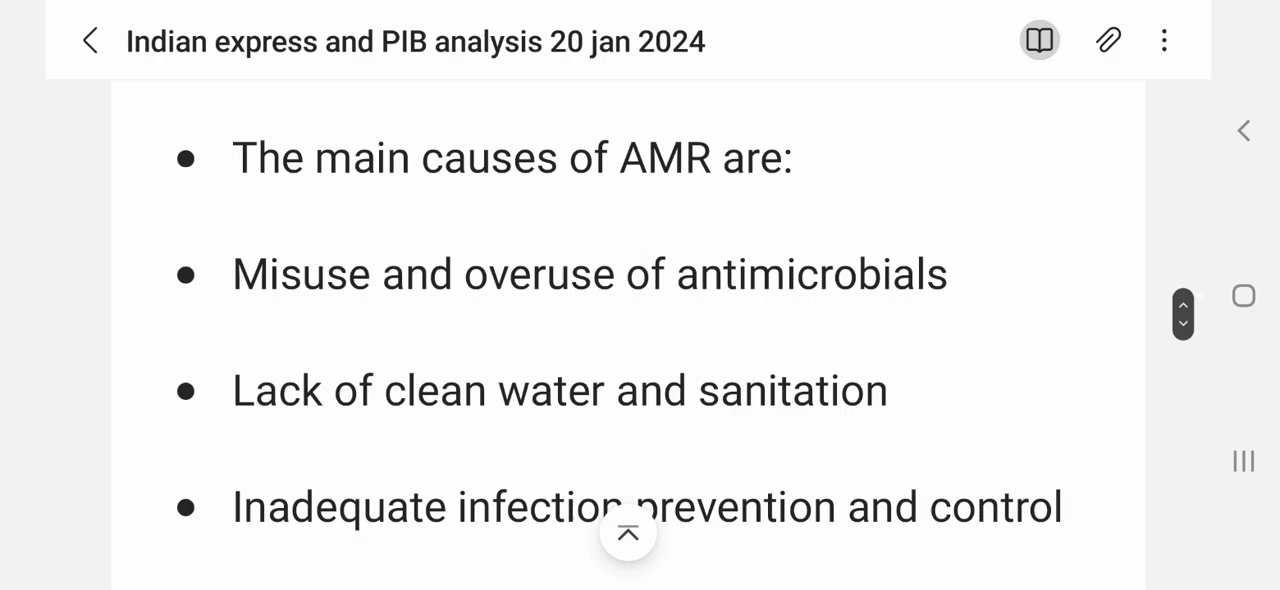 Indian express and PIB analysis 20 jan 2024
● The main causes of AMR are:
● Misuse and overuse of antimicrobials
● Lack of clean water and sanitation
● Inadequate infection prevention and control